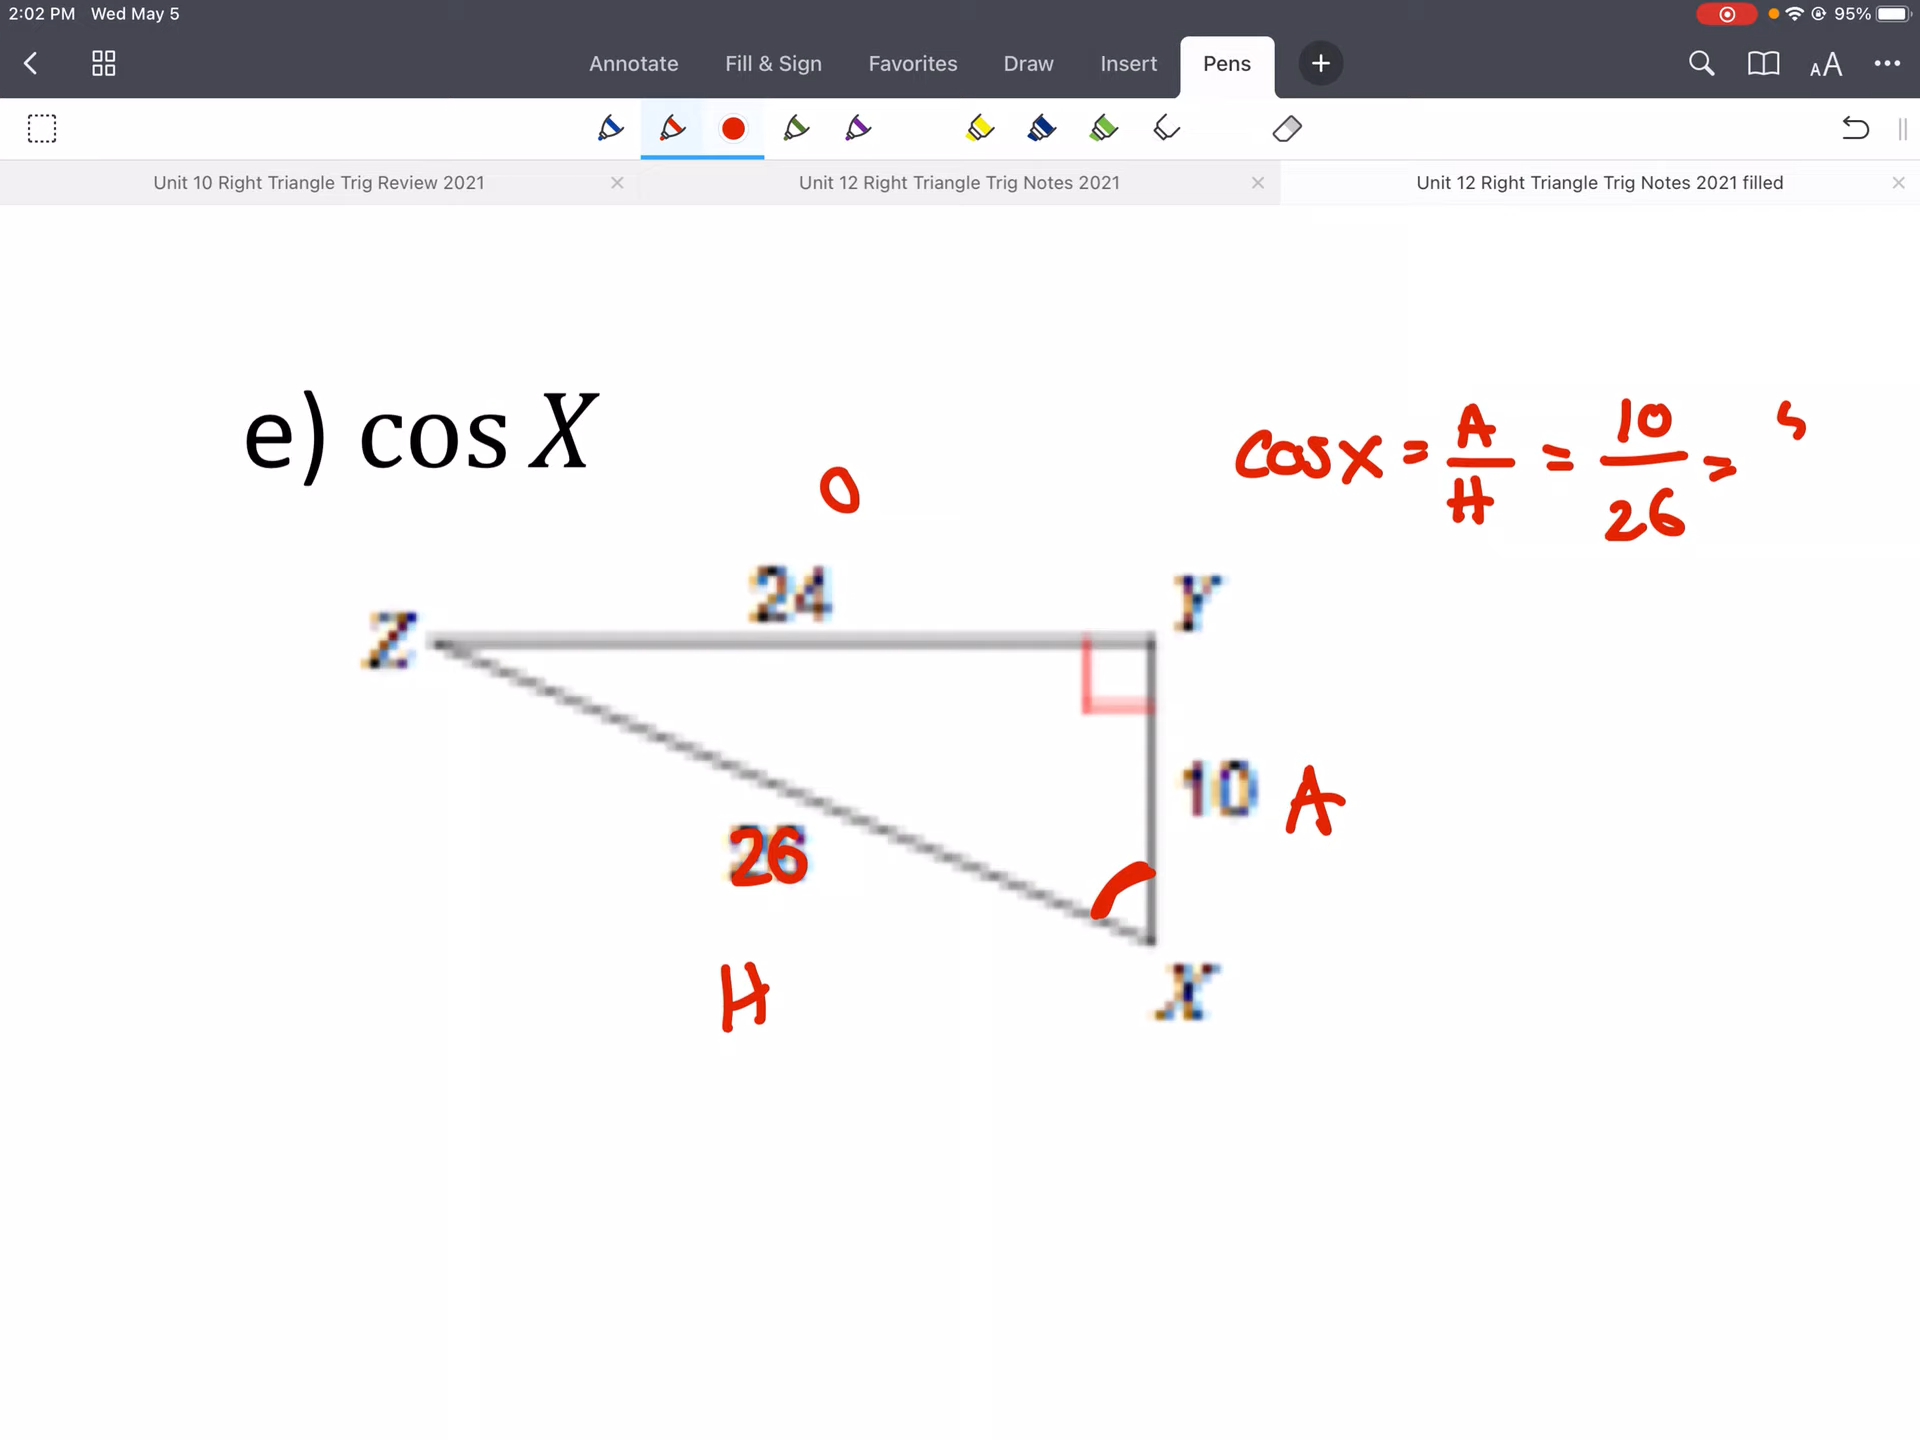 2:02 PM Wed May 5 95%
Annotate Fill & Sign Favorites Draw Insert Pens
AA
Unit 10 Right Triangle Trig Review 2021 Unit 12 Right Triangle Trig Notes 2021 Unit 12 Right Triangle Trig Notes 2021 filled
e) cos X
cos x = A/H = 10/26 = 5
O
24
Z
Y
10 A
26
H
X